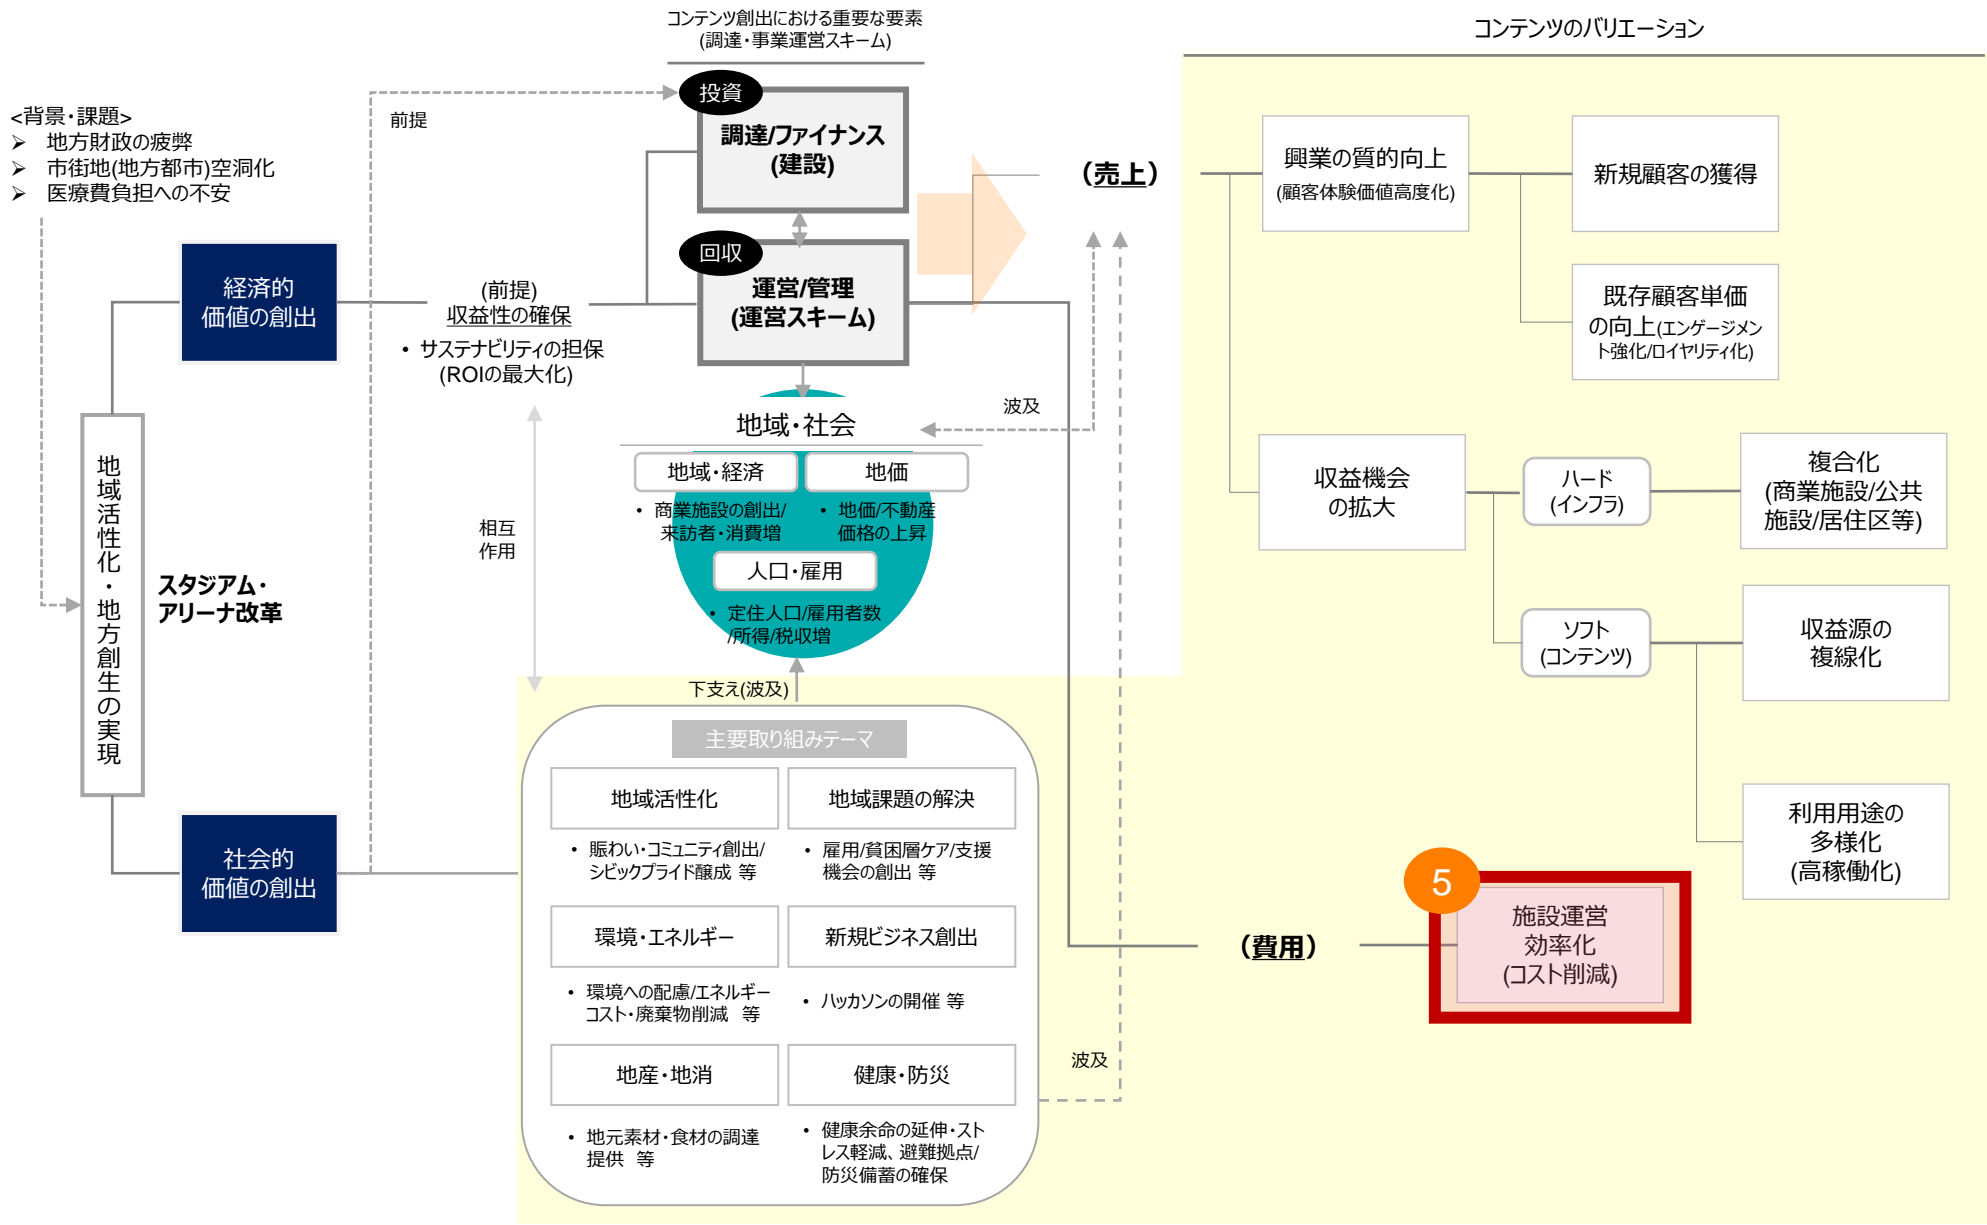 コンテンツ創出における重要な要素
(調達・事業運営スキーム)
コンテンツのバリエーション
<背景・課題>
➢ 地方財政の疲弊
➢ 市街地(地方都市)空洞化
➢ 医療費負担への不安
前提
投資
調達/ファイナンス
(建設)
回収
運営/管理
(運営スキーム)
経済的
価値の創出
(前提)
収益性の確保
• サステナビリティの担保
(ROIの最大化)
(売上)
興業の質的向上
(顧客体験価値高度化)
新規顧客の獲得
既存顧客単価
の向上(エンゲージメン
ト強化/ロイヤリティ化)
波及
地域・社会
地域・経済
• 商業施設の創出/
来訪者・消費増
地価
• 地価/不動産
価格の上昇
人口・雇用
• 定住人口/雇用者数
/所得/税収増
相互
作用
地域活性化・地方創生の実現
スタジアム・
アリーナ改革
収益機会
の拡大
ハード
(インフラ)
複合化
(商業施設/公共
施設/居住区等)
ソフト
(コンテンツ)
収益源の
複線化
利用用途の
多様化
(高稼働化)
下支え(波及)
社会的
価値の創出
主要取り組みテーマ
地域活性化
• 賑わい・コミュニティ創出/
シビックプライド醸成 等
地域課題の解決
• 雇用/貧困層ケア/支援
機会の創出 等
環境・エネルギー
• 環境への配慮/エネルギー
コスト・廃棄物削減 等
新規ビジネス創出
• ハッカソンの開催 等
地産・地消
• 地元素材・食材の調達
提供 等
健康・防災
• 健康余命の延伸・スト
レス軽減、避難拠点/
防災備蓄の確保
波及
(費用)
5
施設運営
効率化
(コスト削減)